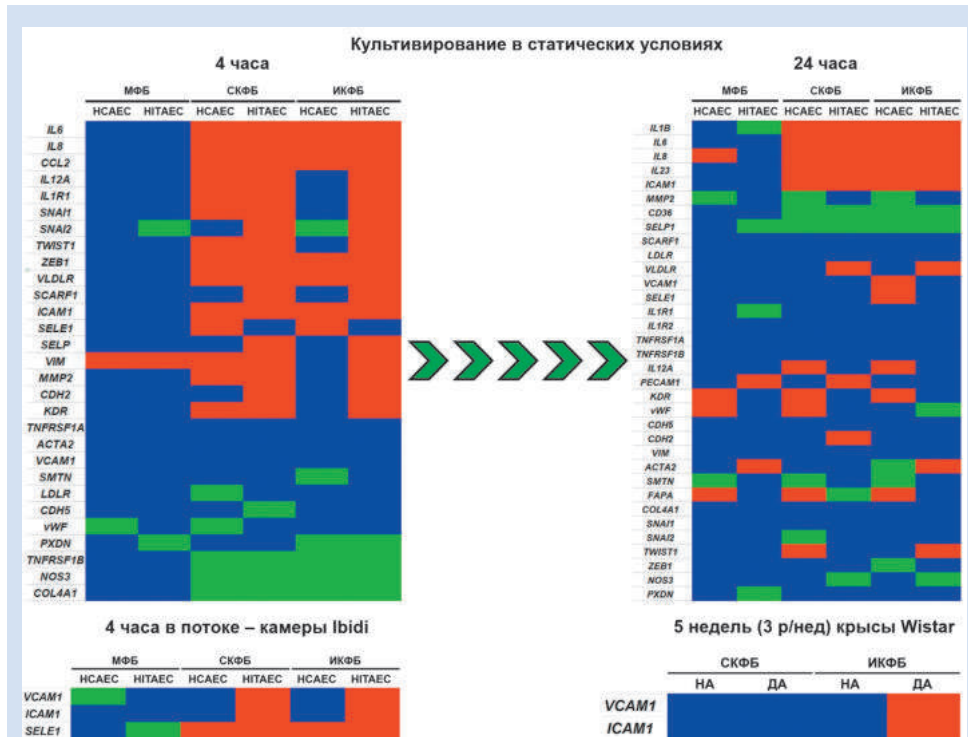 Культивирование в статических условиях
4 часа
МФБ СКФБ ИКФБ
HCAEC HITAEC HCAEC HITAEC HCAEC HITAEC
IL6
IL8
CCL2
IL12A
IL1R1
SNAI1
SNAI2
TWIST1
ZEB1
VLDLR
SCARF1
ICAM1
SELE1
SELP
VIM
MMP2
CDH2
KDR
TNFRSF1A
ACTA2
VCAM1
SMTN
LDLR
CDH5
vWF
PXDN
TNFRSF1B
NOS3
COL4A1
24 часа
МФБ СКФБ ИКФБ
HCAEC HITAEC HCAEC HITAEC HCAEC HITAEC
IL1B
IL6
IL8
IL23
ICAM1
MMP2
CD36
SELP1
SCARF1
LDLR
VLDLR
VCAM1
SELE1
IL1R1
IL1R2
TNFRSF1A
TNFRSF1B
IL12A
PECAM1
KDR
vWF
CDH5
CDH2
VIM
ACTA2
SMTN
FAPA
COL4A1
SNAI1
SNAI2
TWIST1
ZEB1
NOS3
PXDN
4 часа в потоке – камеры Ibidi
МФБ СКФБ ИКФБ
HCAEC HITAEC HCAEC HITAEC HCAEC HITAEC
VCAM1
ICAM1
SELE1
5 недель (3 р/нед) крысы Wistar
СКФБ ИКФБ
НА ДА НА ДА
VCAM1
ICAM1